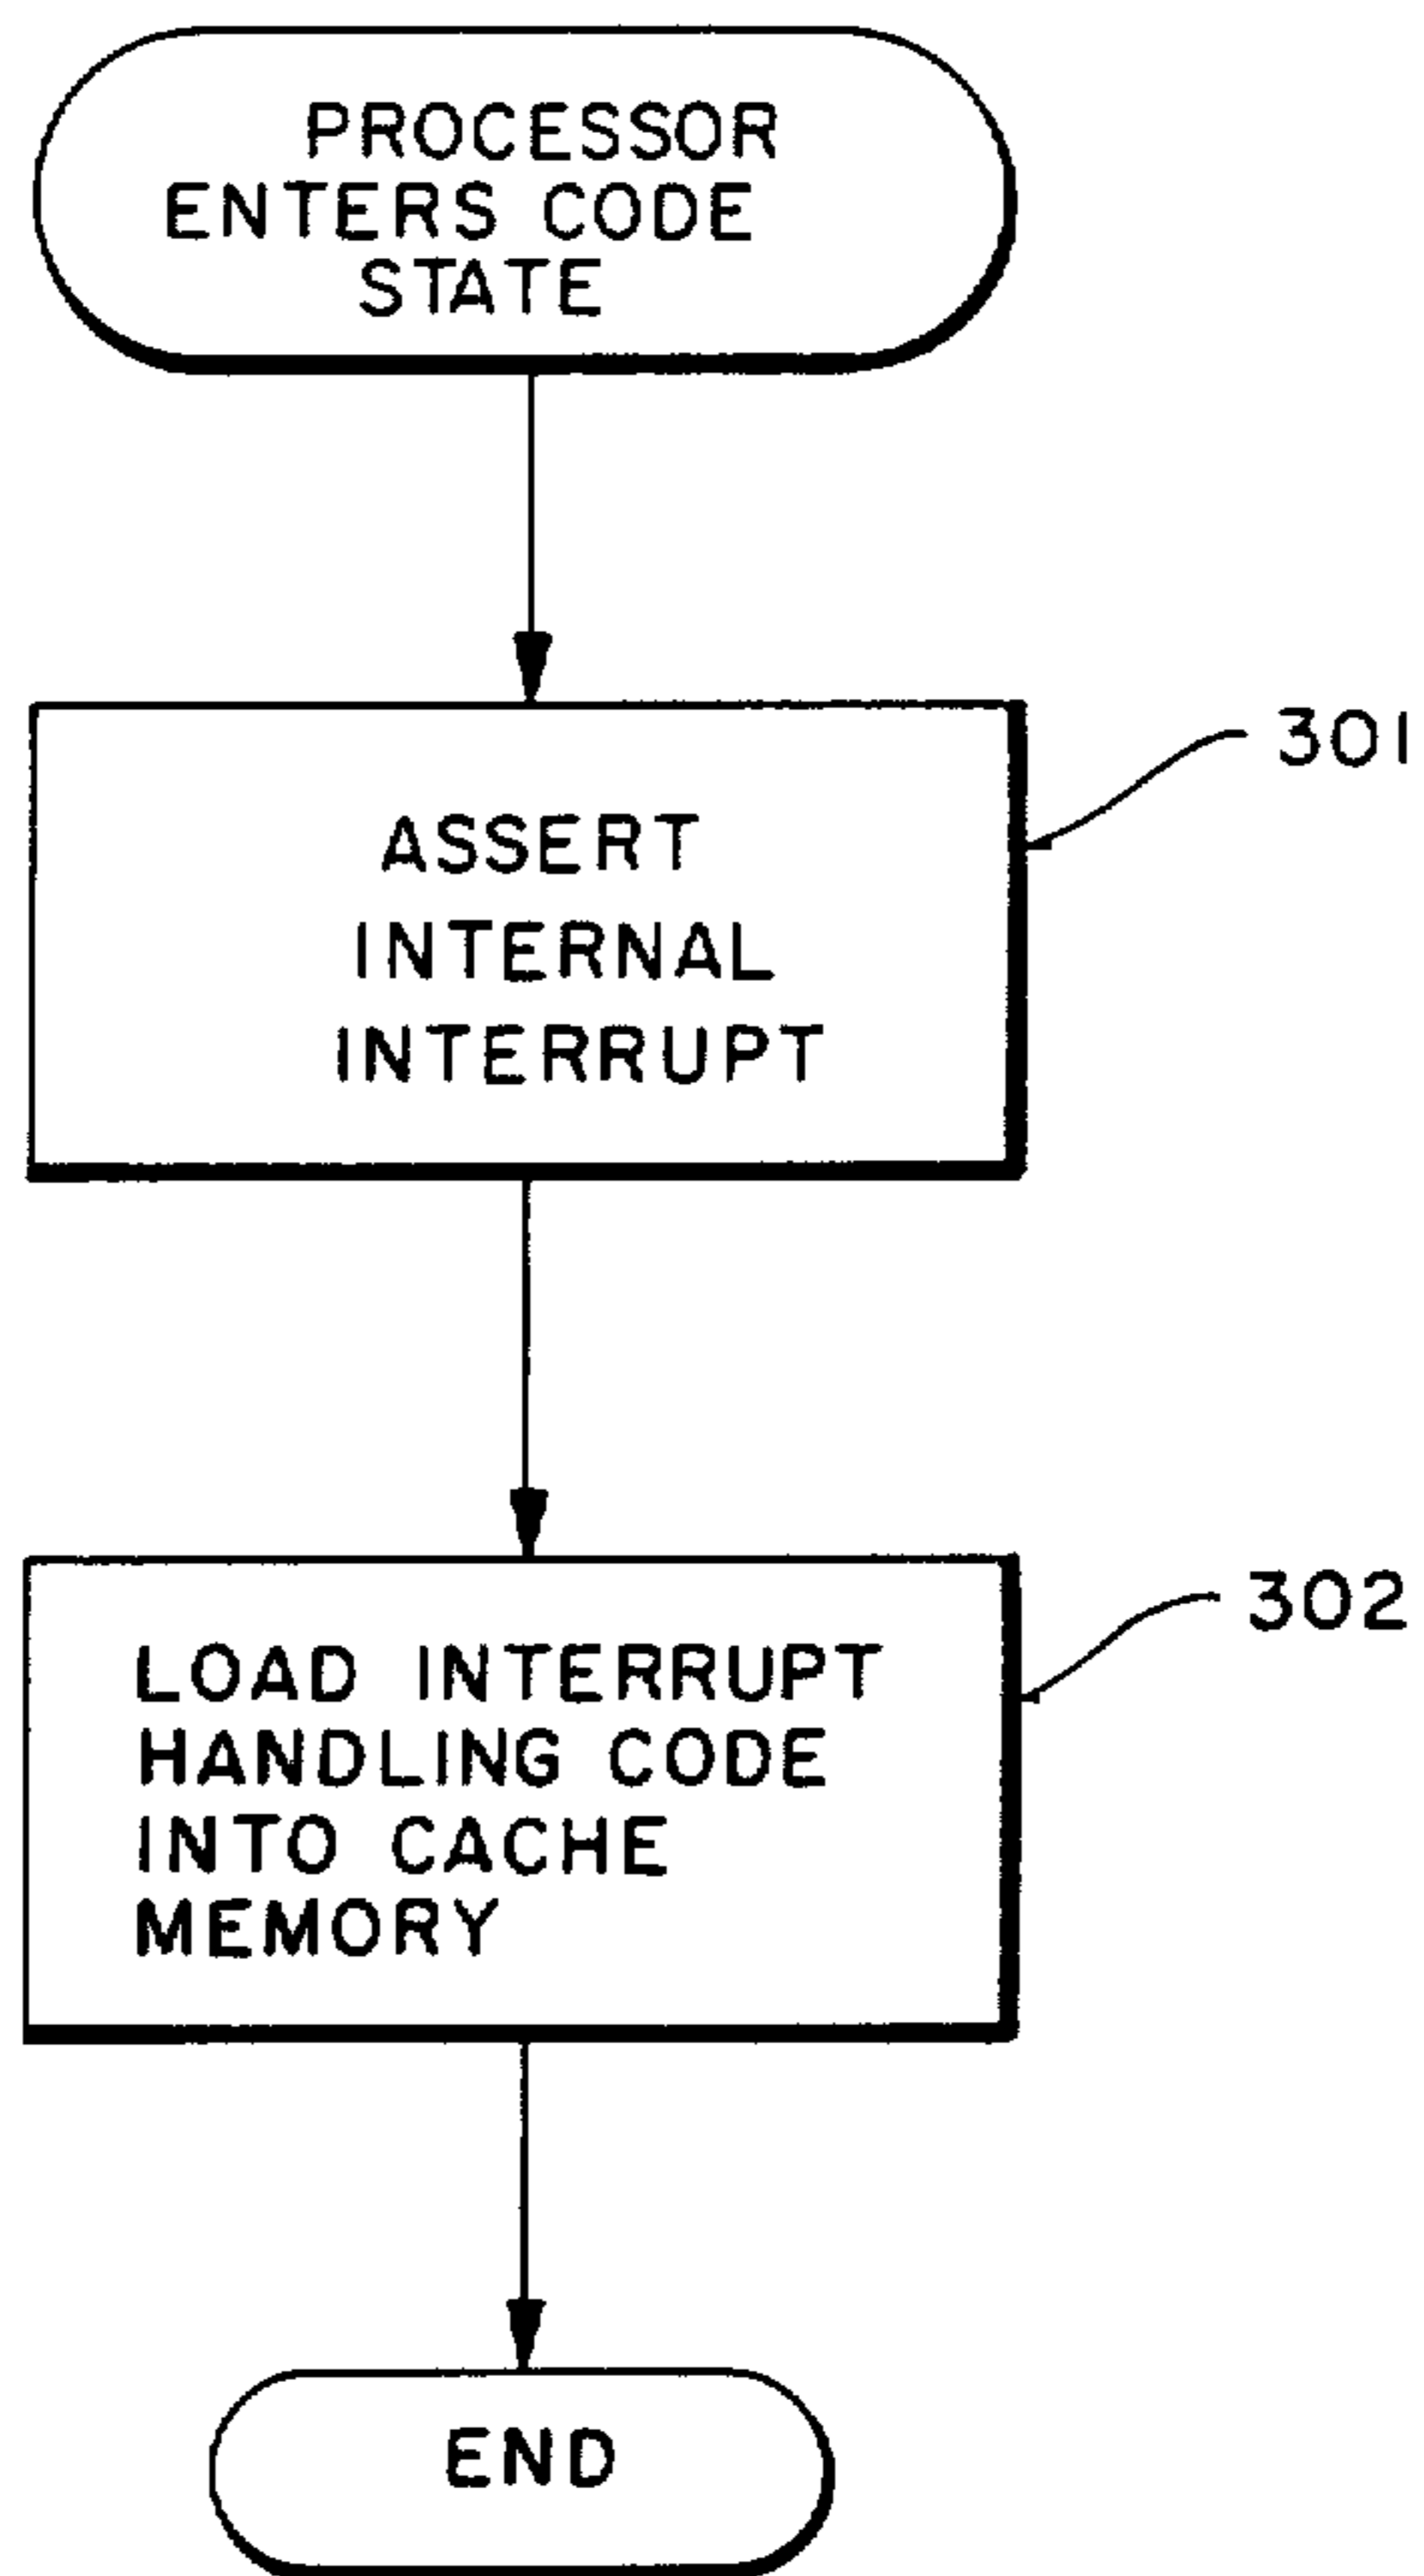 PROCESSOR
ENTERS CODE
STATE
ASSERT
INTERNAL
INTERRUPT
301
LOAD INTERRUPT
HANDLING CODE
INTO CACHE
MEMORY
302
END